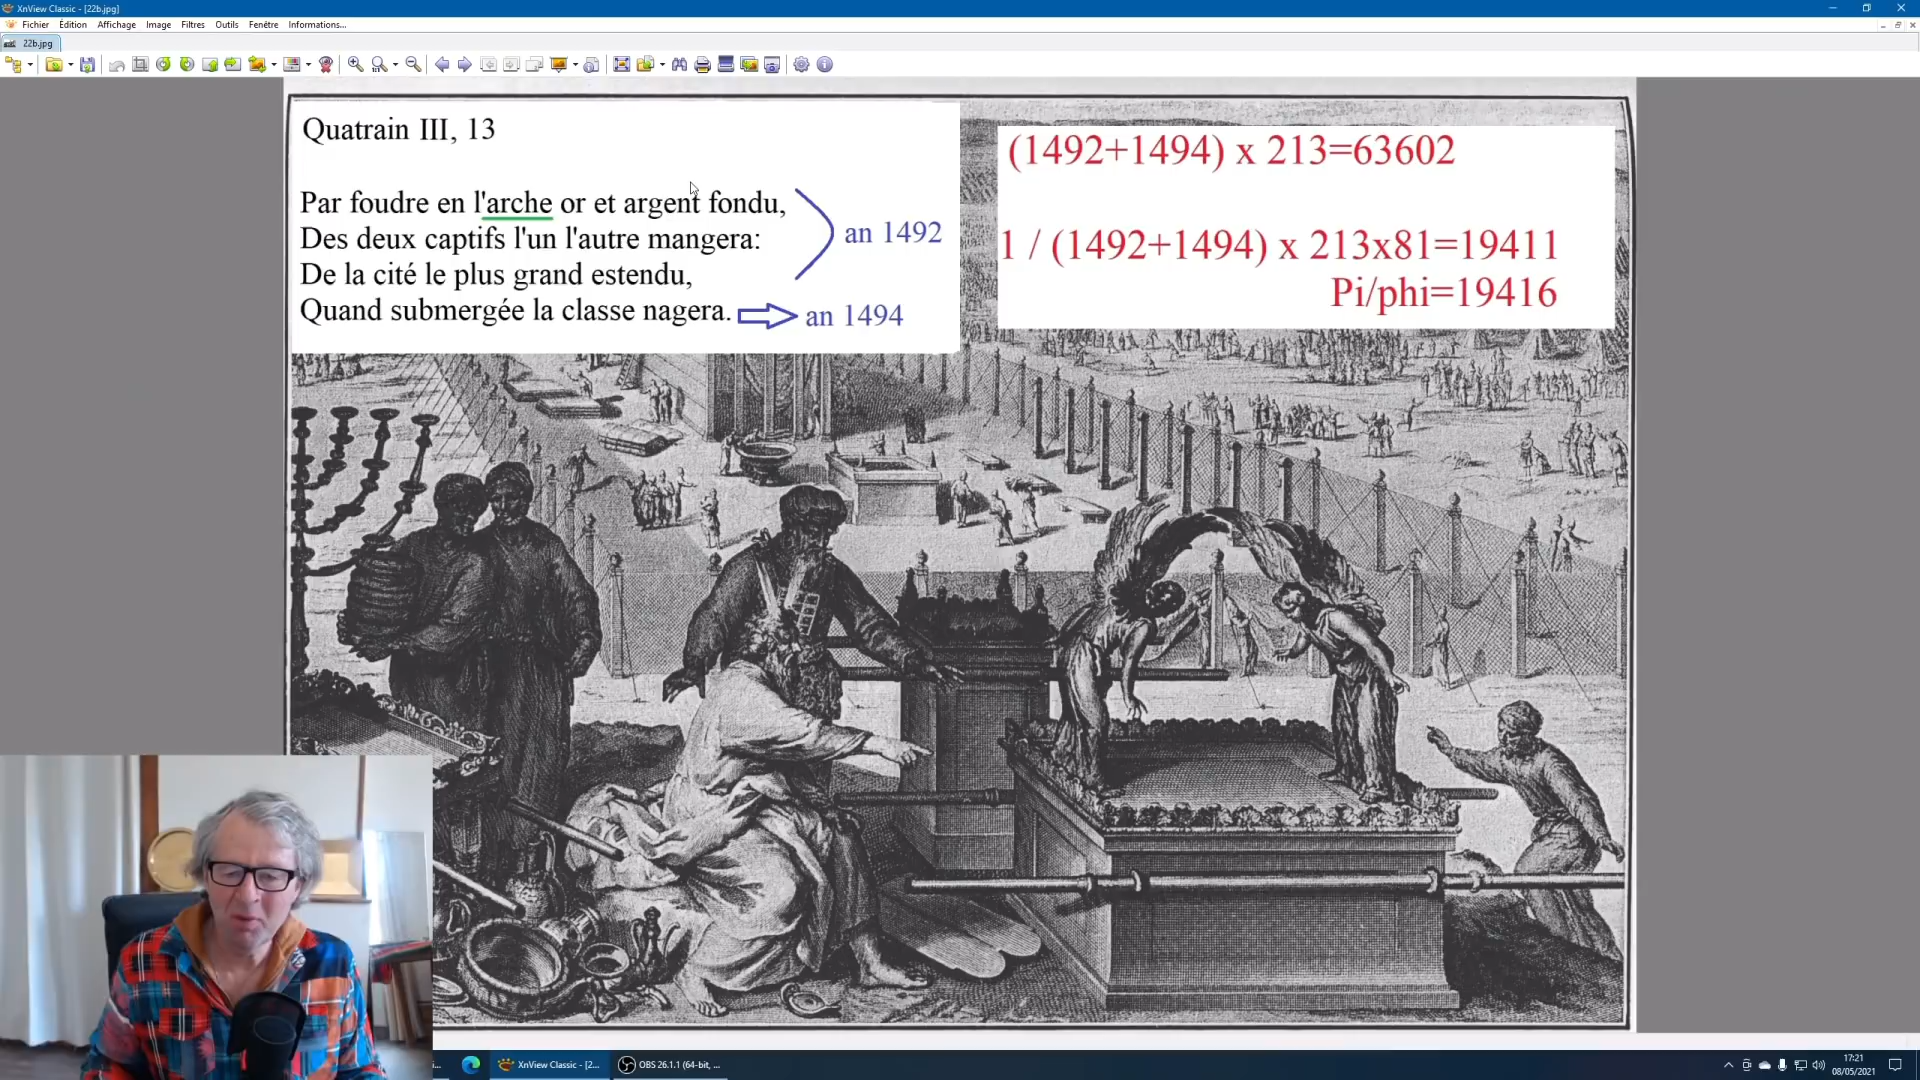 XnView Classic - [22b.jpg]
Fichier Édition Affichage Image Filtres Outils Fenêtre Informations...
22b.jpg
Quatrain III, 13
Par foudre en l'arche or et argent fondu,
Des deux captifs l'un l'autre mangera:
De la cité le plus grand estendu,
Quand submergée la classe nagera.
an 1492
an 1494
(1492+1494) x 213=63602
1 / (1492+1494) x 213x81=19411
Pi/phi=19416
XnView Classic - [2...
OBS 26.1.1 (64-bit, ...
17:21
08/05/2021